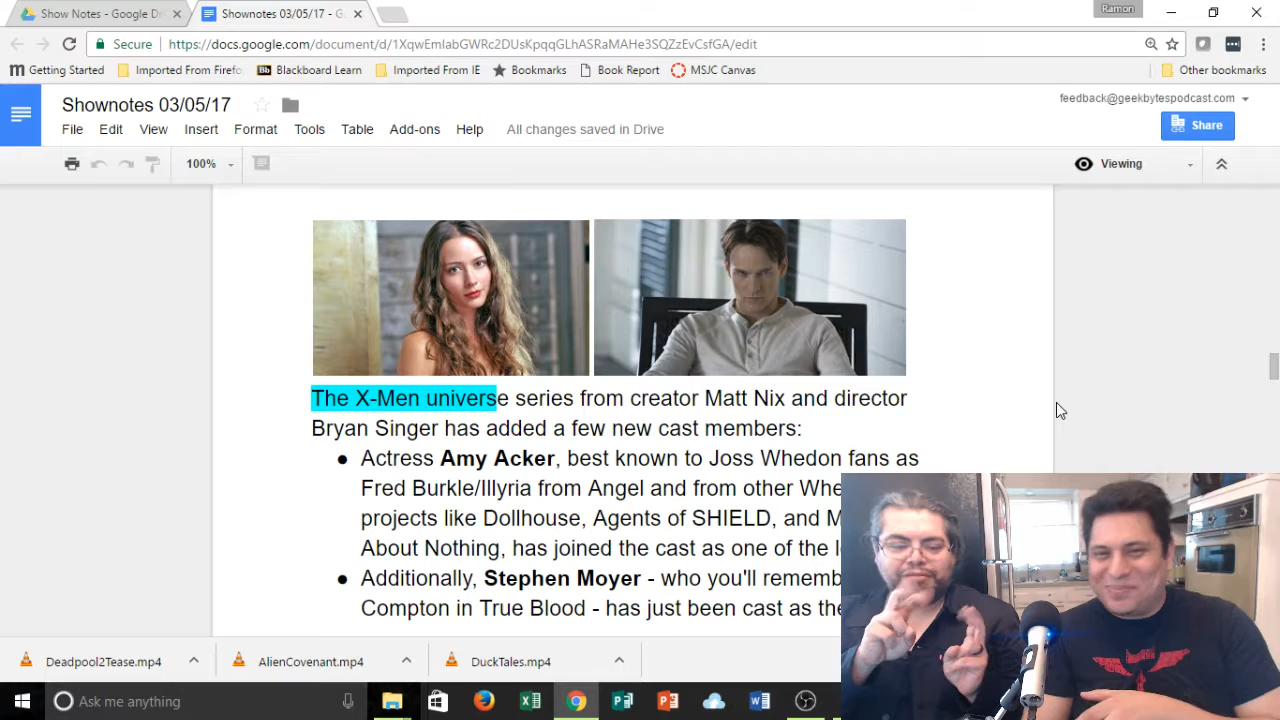 Show Notes - Google Dri
Shownotes 03/05/17 - G
Ramon
Secure
https://docs.google.com/document/d/1XqwEmIabGWRc2DUsKpqqGLhASRaMAHe3SQZzEvCsfGA/edit
Getting Started
Imported From Firefo
Bb Blackboard Learn
Imported From IE
Bookmarks
Book Report
MSJC Canvas
Other bookmarks
Shownotes 03/05/17
feedback@geekbytespodcast.com
File Edit View Insert Format Tools Table Add-ons Help All changes saved in Drive
Share
100%
Viewing
The X-Men universe series from creator Matt Nix and director
Bryan Singer has added a few new cast members:
● Actress Amy Acker, best known to Joss Whedon fans as
Fred Burkle/Illyria from Angel and from other Whe
projects like Dollhouse, Agents of SHIELD, and M
About Nothing, has joined the cast as one of the l
● Additionally, Stephen Moyer - who you'll rememb
Compton in True Blood - has just been cast as the
Deadpool2Tease.mp4
AlienCovenant.mp4
DuckTales.mp4
Ask me anything